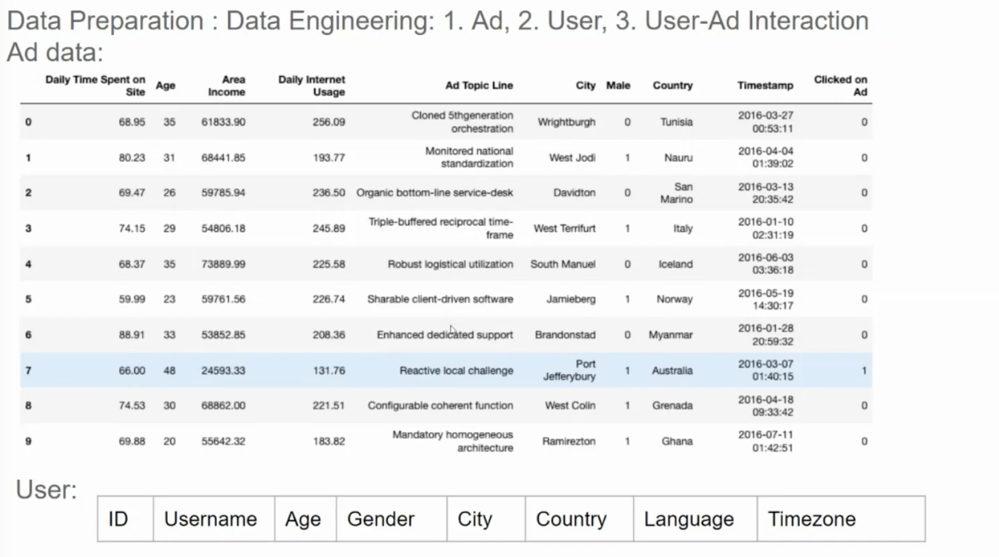 Data Preparation : Data Engineering: 1. Ad, 2. User, 3. User-Ad Interaction
Ad data:
Daily Time Spent on Site Age Area Income Daily Internet Usage Ad Topic Line City Male Country Timestamp Clicked on Ad
0 68.95 35 61833.90 256.09 Cloned 5thgeneration orchestration Wrightburgh 0 Tunisia 2016-03-27 00:53:11 0
1 80.23 31 68441.85 193.77 Monitored national standardization West Jodi 1 Nauru 2016-04-04 01:39:02 0
2 69.47 26 59785.94 236.50 Organic bottom-line service-desk Davidton 0 San Marino 2016-03-13 20:35:42 0
3 74.15 29 54806.18 245.89 Triple-buffered reciprocal time-frame West Terrifurt 1 Italy 2016-01-10 02:31:19 0
4 68.37 35 73889.99 225.58 Robust logistical utilization South Manuel 0 Iceland 2016-06-03 03:36:18 0
5 59.99 23 59761.56 226.74 Sharable client-driven software Jamieberg 1 Norway 2016-05-19 14:30:17 0
6 88.91 33 53852.85 208.36 Enhanced dedicated support Brandonstad 0 Myanmar 2016-01-28 20:59:32 0
7 66.00 48 24593.33 131.76 Reactive local challenge Port Jefferybury 1 Australia 2016-03-07 01:40:15 1
8 74.53 30 68862.00 221.51 Configurable coherent function West Colin 1 Grenada 2016-04-18 09:33:42 0
9 69.88 20 55642.32 183.82 Mandatory homogeneous architecture Ramirezton 1 Ghana 2016-07-11 01:42:51 0
User:
ID Username Age Gender City Country Language Timezone